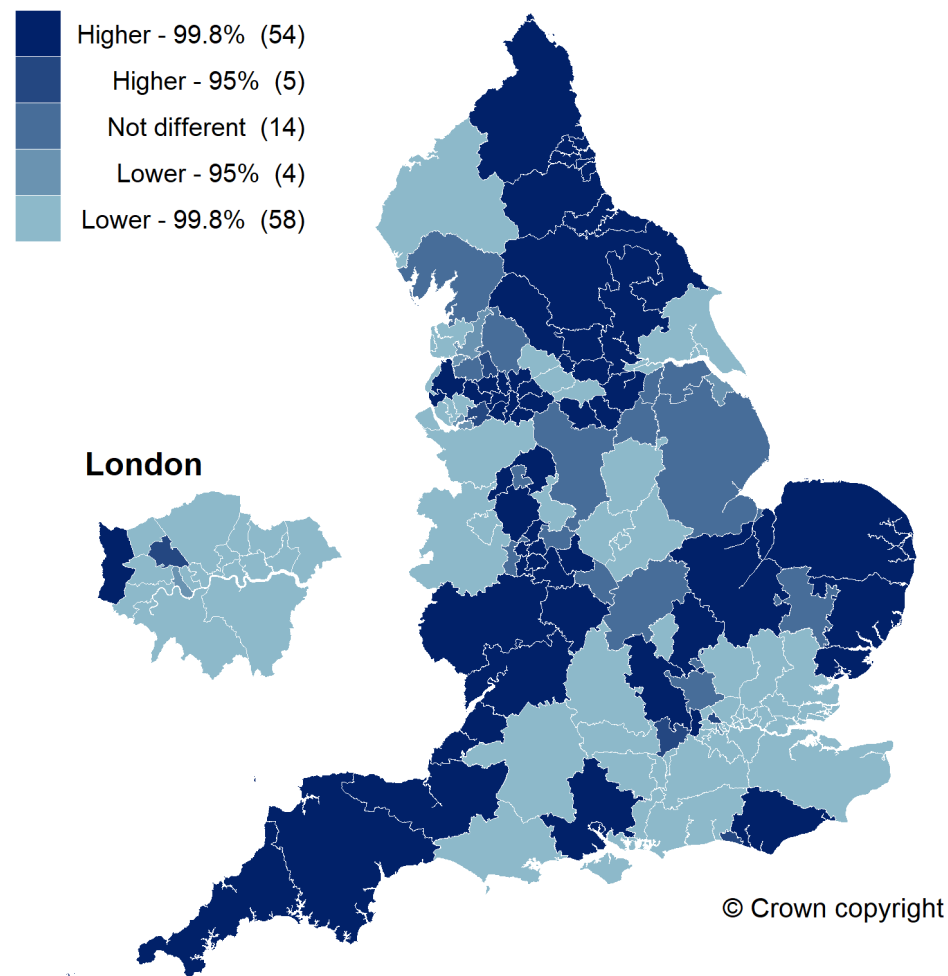 Higher - 99.8% (54)
Higher - 95% (5)
Not different (14)
Lower - 95% (4)
Lower - 99.8% (58)
London
© Crown copyright